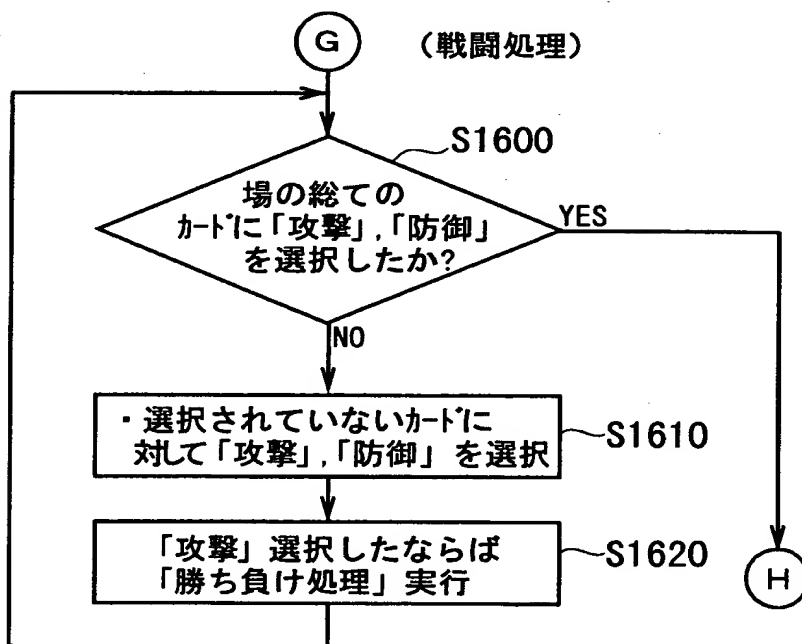 G
(戦闘処理)
S1600
場の総ての
ｶｰﾄﾞに「攻撃」,「防御」
を選択したか?
YES
NO
・選択されていないｶｰﾄﾞに
対して「攻撃」,「防御」を選択
S1610
「攻撃」選択したならば
「勝ち負け処理」実行
S1620
H